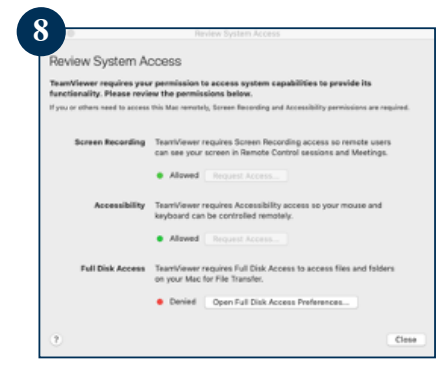 8
Review System Access
Review System Access
TeamViewer requires your permission to access system capabilities to provide its
functionality. Please review the permissions below.
If you or others need to access this Mac remotely, Screen Recording and Accessibility permissions are required.
Screen Recording TeamViewer requires Screen Recording access so remote users
can see your screen in Remote Control sessions and Meetings.
Allowed Request Access...
Accessibility TeamViewer requires Accessibility access so your mouse and
keyboard can be controlled remotely.
Allowed Request Access...
Full Disk Access TeamViewer requires Full Disk Access to access files and folders
on your Mac for File Transfer.
Denied Open Full Disk Access Preferences...
? Close